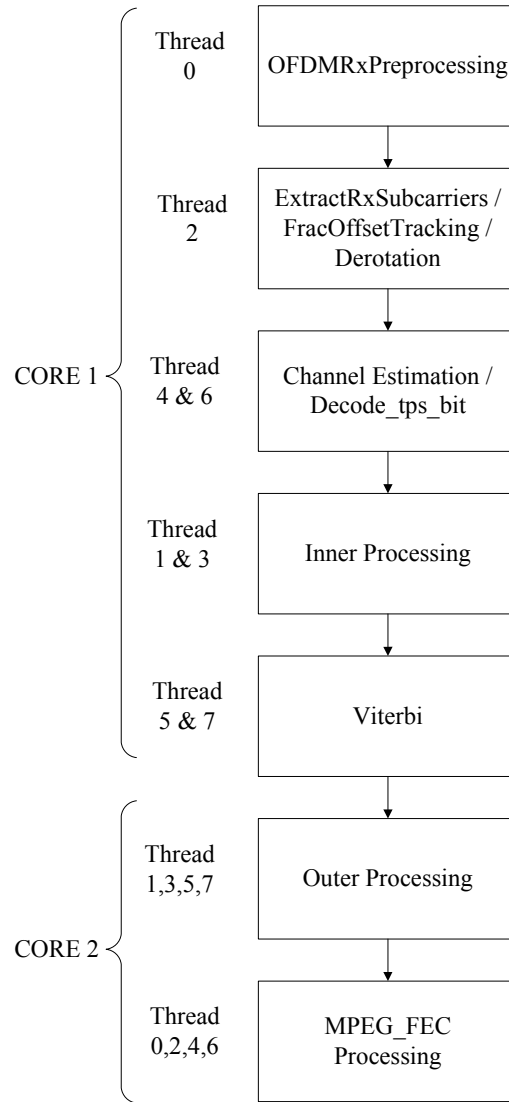 Thread
0
OFDMRxPreprocessing
Thread
2
ExtractRxSubcarriers /
FracOffsetTracking /
Derotation
CORE 1
Thread
4 & 6
Channel Estimation /
Decode_tps_bit
Thread
1 & 3
Inner Processing
Thread
5 & 7
Viterbi
Thread
1,3,5,7
Outer Processing
CORE 2
Thread
0,2,4,6
MPEG_FEC
Processing